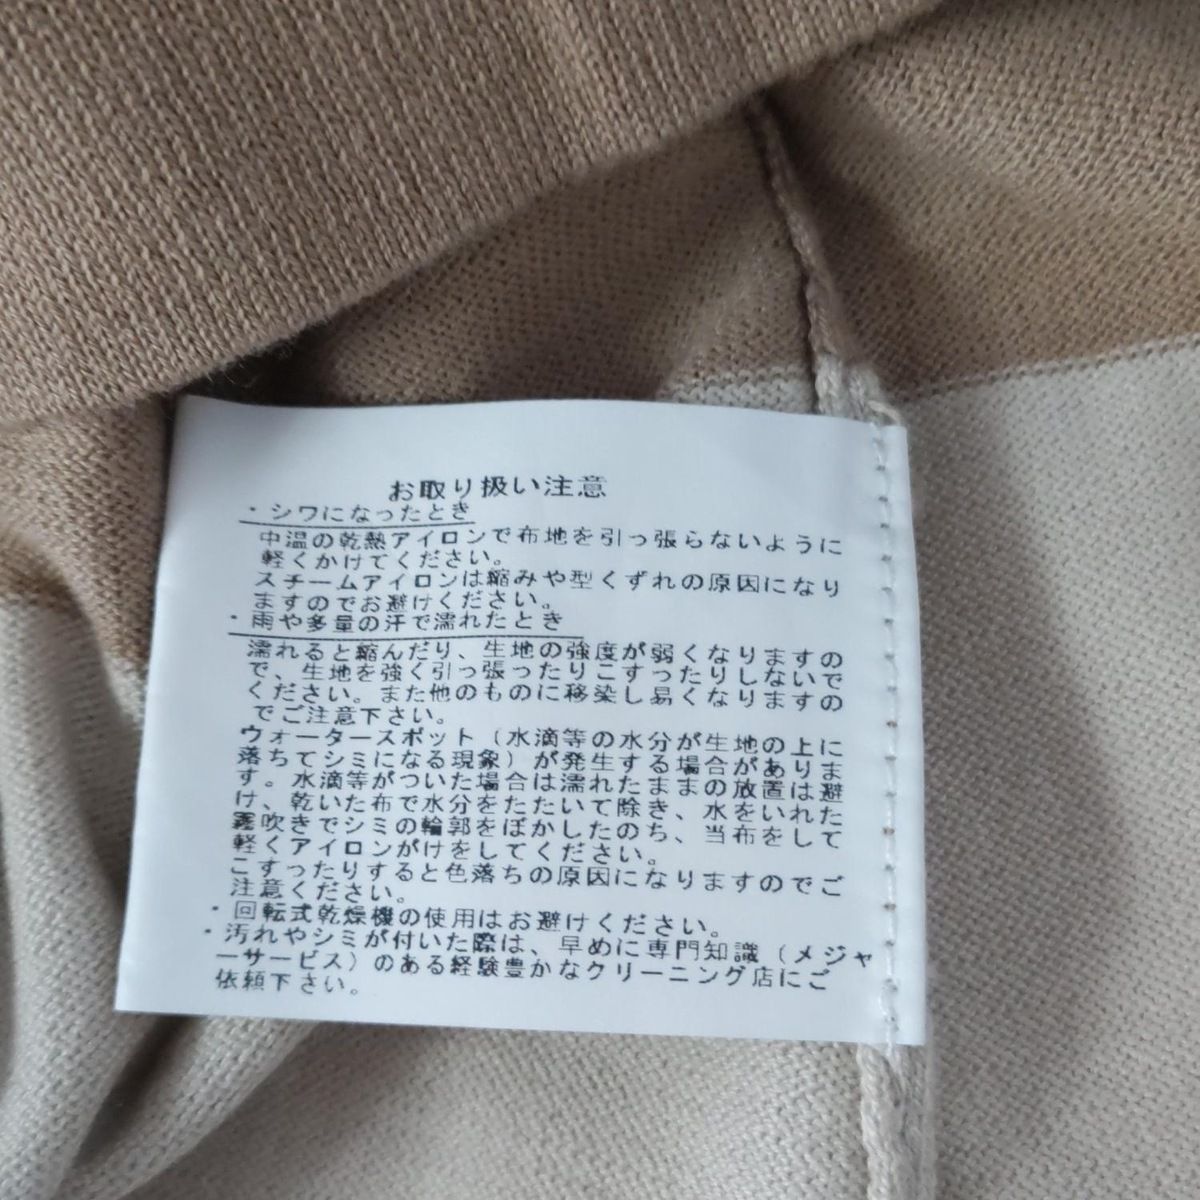 お取り扱い注意
・シワになったとき
中温の乾熱アイロンで布地を引っ張らないように
軽くかけてください。
スチームアイロンは縮みや型くずれの原因になり
ますのでお避けください。
・雨や多量の汗で濡れたとき
濡れると縮んだり、生地の強度が弱くなりますの
で、生地を強く引っ張ったりこすったりしないで
ください。また他のものに移染し易くなりますの
でご注意下さい。
ウォータースポット（水滴等の水分が生地の上に
落ちてシミになる現象）が発生する場合がありま
す。水滴等がついた場合は濡れたままの放置は避
け、乾いた布で水分をたたいて除き、水をいれた
霧吹きでシミの輪郭をぼかしたのち、当布をして
軽くアイロンがけをしてください。
こすったりすると色落ちの原因になりますのでご
注意ください。
・回転式乾燥機の使用はお避けください。
・汚れやシミが付いた際は、早めに専門知識（メジャ
ーサービス）のある経験豊かなクリーニング店にご
依頼下さい。